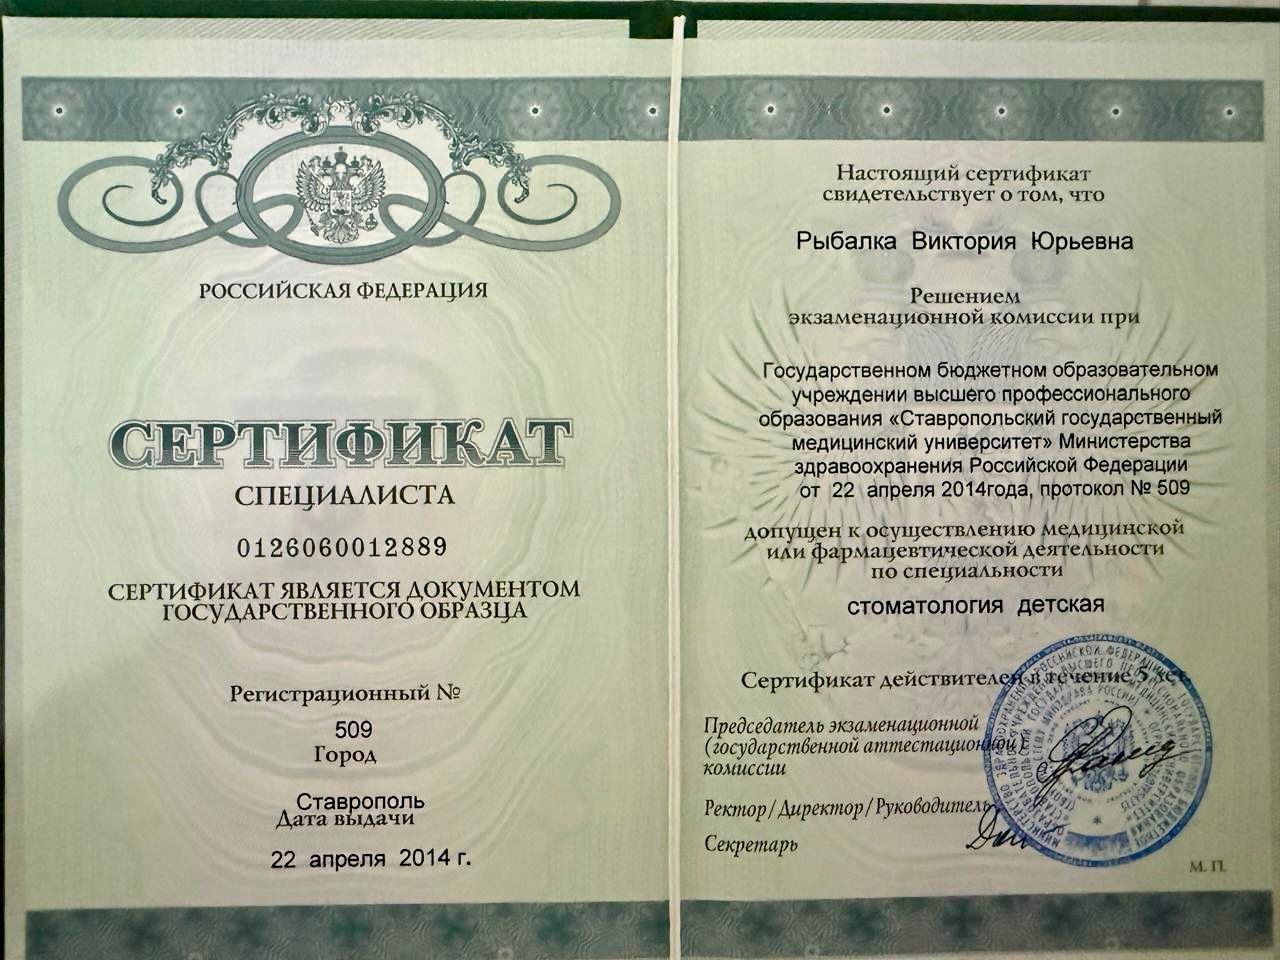 РОССИЙСКАЯ ФЕДЕРАЦИЯ
СЕРТИФИКАТ
СПЕЦИАЛИСТА
0126060012889
СЕРТИФИКАТ ЯВЛЯЕТСЯ ДОКУМЕНТОМ
ГОСУДАРСТВЕННОГО ОБРАЗЦА
Регистрационный №
509
Город
Ставрополь
Дата выдачи
22 апреля 2014 г.
Настоящий сертификат
свидетельствует о том, что
Рыбалка Виктория Юрьевна
Решением
экзаменационной комиссии при
Государственном бюджетном образовательном
учреждении высшего профессионального
образования «Ставропольский государственный
медицинский университет» Министерства
здравоохранения Российской Федерации
от 22 апреля 2014года, протокол № 509
допущен к осуществлению медицинской
или фармацевтической деятельности
по специальности
стоматология детская
Сертификат действителен в течение 5 лет.
Председатель экзаменационной
(государственной аттестационной)
комиссии
Ректор/Директор/Руководитель
Секретарь
М. П.